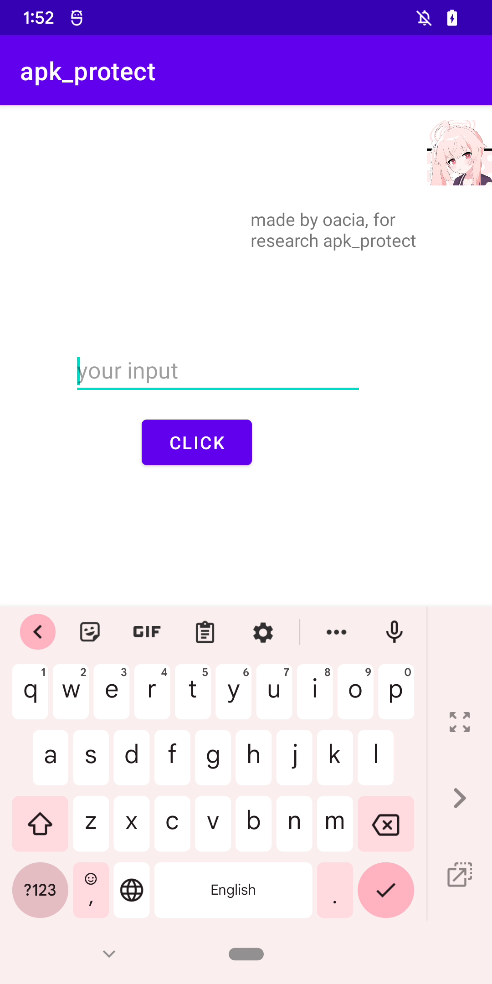 1:52
apk_protect
made by oacia, for
research apk_protect
your input
CLICK
GIF
1 2 3 4 5 6 7 8 9 0
q w e r t y u i o p
a s d f g h j k l
z x c v b n m
?123 , English .